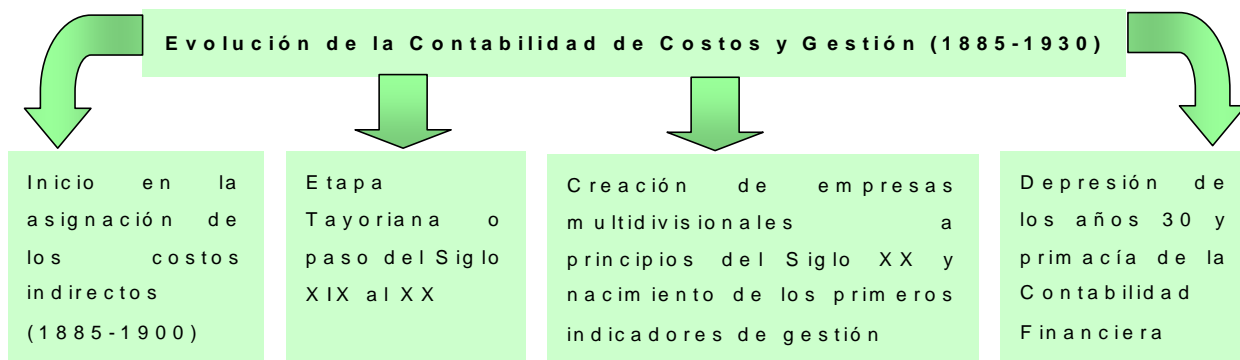 Evolución de la Contabilidad de Costos y Gestión (1885-1930)
Inicio en la
asignación de
los costos
indirectos
(1885-1900)
Etapa
Tayoriana o
paso del Siglo
XIX al XX
Creación de empresas
multidivisionales a
principios del Siglo XX y
nacimiento de los primeros
indicadores de gestión
Depresión de
los años 30 y
primacía de la
Contabilidad
Financiera